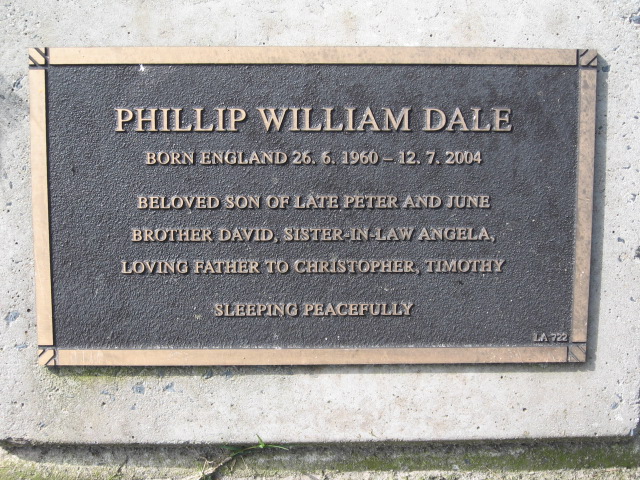 PHILLIP WILLIAM DALE
BORN ENGLAND 26. 6. 1960 – 12. 7. 2004
BELOVED SON OF LATE PETER AND JUNE
BROTHER DAVID, SISTER-IN-LAW ANGELA,
LOVING FATHER TO CHRISTOPHER, TIMOTHY
SLEEPING PEACEFULLY
LA 722